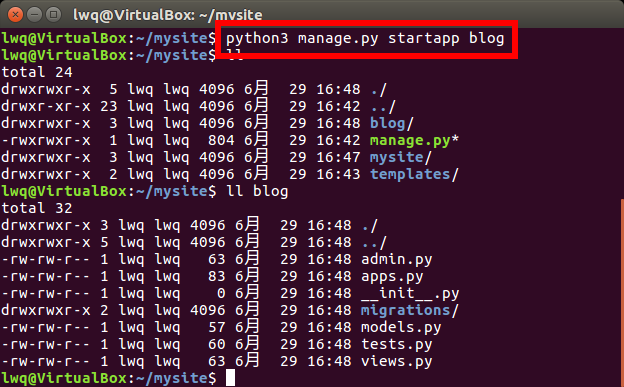 lwq@VirtualBox: ~/mysite
lwq@VirtualBox:~/mysite$ python3 manage.py startapp blog
lwq@VirtualBox:~/mysite$ ll
total 24
drwxrwxr-x  5 lwq lwq 4096 6月  29 16:48 ./
drwxr-xr-x 23 lwq lwq 4096 6月  29 16:42 ../
drwxrwxr-x  3 lwq lwq 4096 6月  29 16:48 blog/
-rwxrwxr-x  1 lwq lwq  804 6月  29 16:42 manage.py*
drwxrwxr-x  3 lwq lwq 4096 6月  29 16:47 mysite/
drwxrwxr-x  2 lwq lwq 4096 6月  29 16:43 templates/
lwq@VirtualBox:~/mysite$ ll blog
total 32
drwxrwxr-x 3 lwq lwq 4096 6月  29 16:48 ./
drwxrwxr-x 5 lwq lwq 4096 6月  29 16:48 ../
-rw-rw-r-- 1 lwq lwq   63 6月  29 16:48 admin.py
-rw-rw-r-- 1 lwq lwq   83 6月  29 16:48 apps.py
-rw-rw-r-- 1 lwq lwq    0 6月  29 16:48 __init__.py
drwxrwxr-x 2 lwq lwq 4096 6月  29 16:48 migrations/
-rw-rw-r-- 1 lwq lwq   57 6月  29 16:48 models.py
-rw-rw-r-- 1 lwq lwq   60 6月  29 16:48 tests.py
-rw-rw-r-- 1 lwq lwq   63 6月  29 16:48 views.py
lwq@VirtualBox:~/mysite$